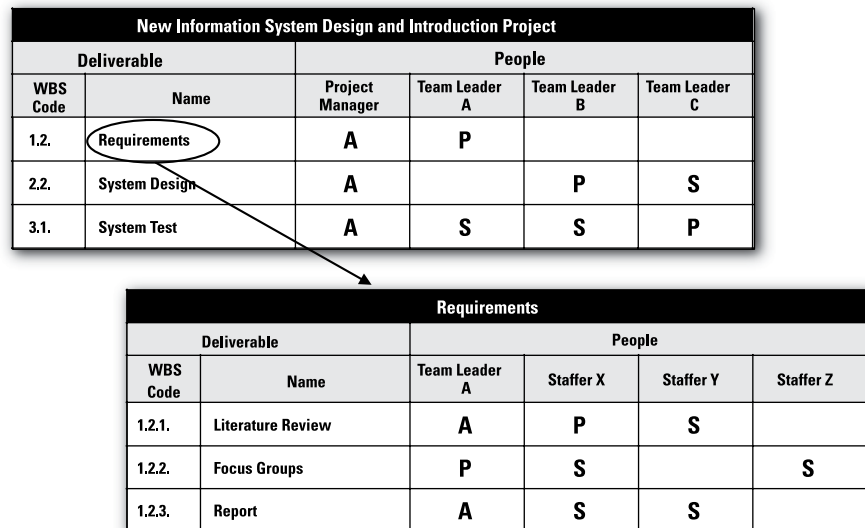 New Information System Design and Introduction Project
Deliverable People
WBS Code Name Project Manager Team Leader A Team Leader B Team Leader C
1.2. Requirements A P
2.2. System Design A P S
3.1. System Test A S S P
Requirements
Deliverable People
WBS Code Name Team Leader A Staffer X Staffer Y Staffer Z
1.2.1. Literature Review A P S
1.2.2. Focus Groups P S S
1.2.3. Report A S S